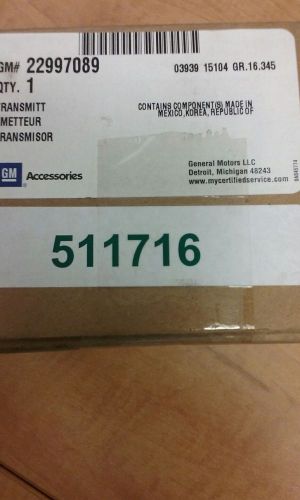 GM# 22997089
03939 15104 GR.16.345
QTY. 1
TRANSMITT
METTEUR
TRANSMISOR
CONTAINS COMPONENT(S) MADE IN
MEXICO, KOREA, REPUBLIC OF
GM Accessories
General Motors LLC
Detroit, Michigan 48243
www.mycertifiedservice.com
511716